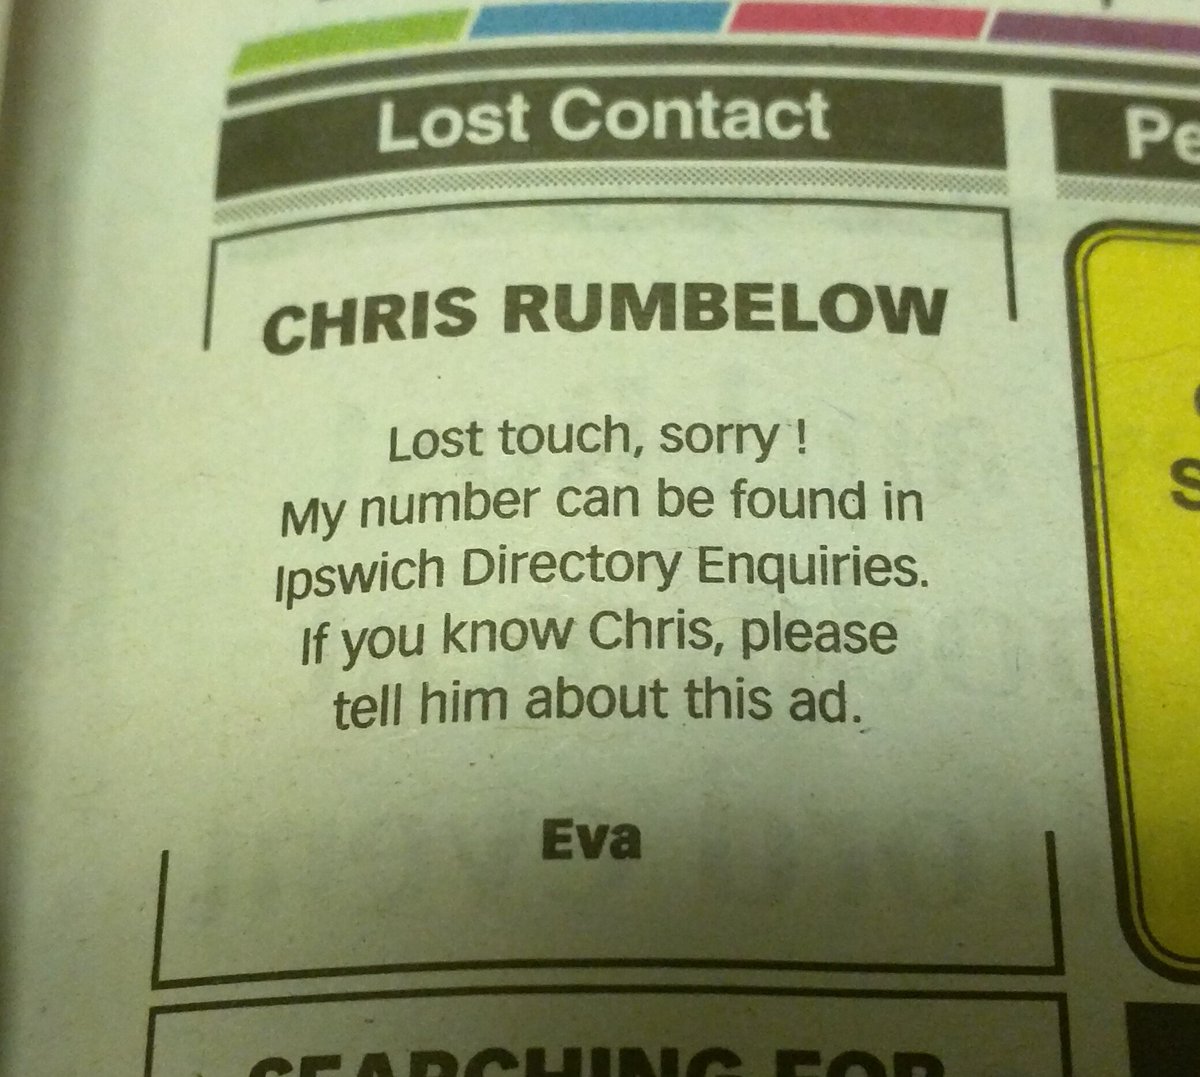 Lost Contact
CHRIS RUMBELOW
Lost touch, sorry !
My number can be found in
Ipswich Directory Enquiries.
If you know Chris, please
tell him about this ad.
Eva
SEARCHING FOR